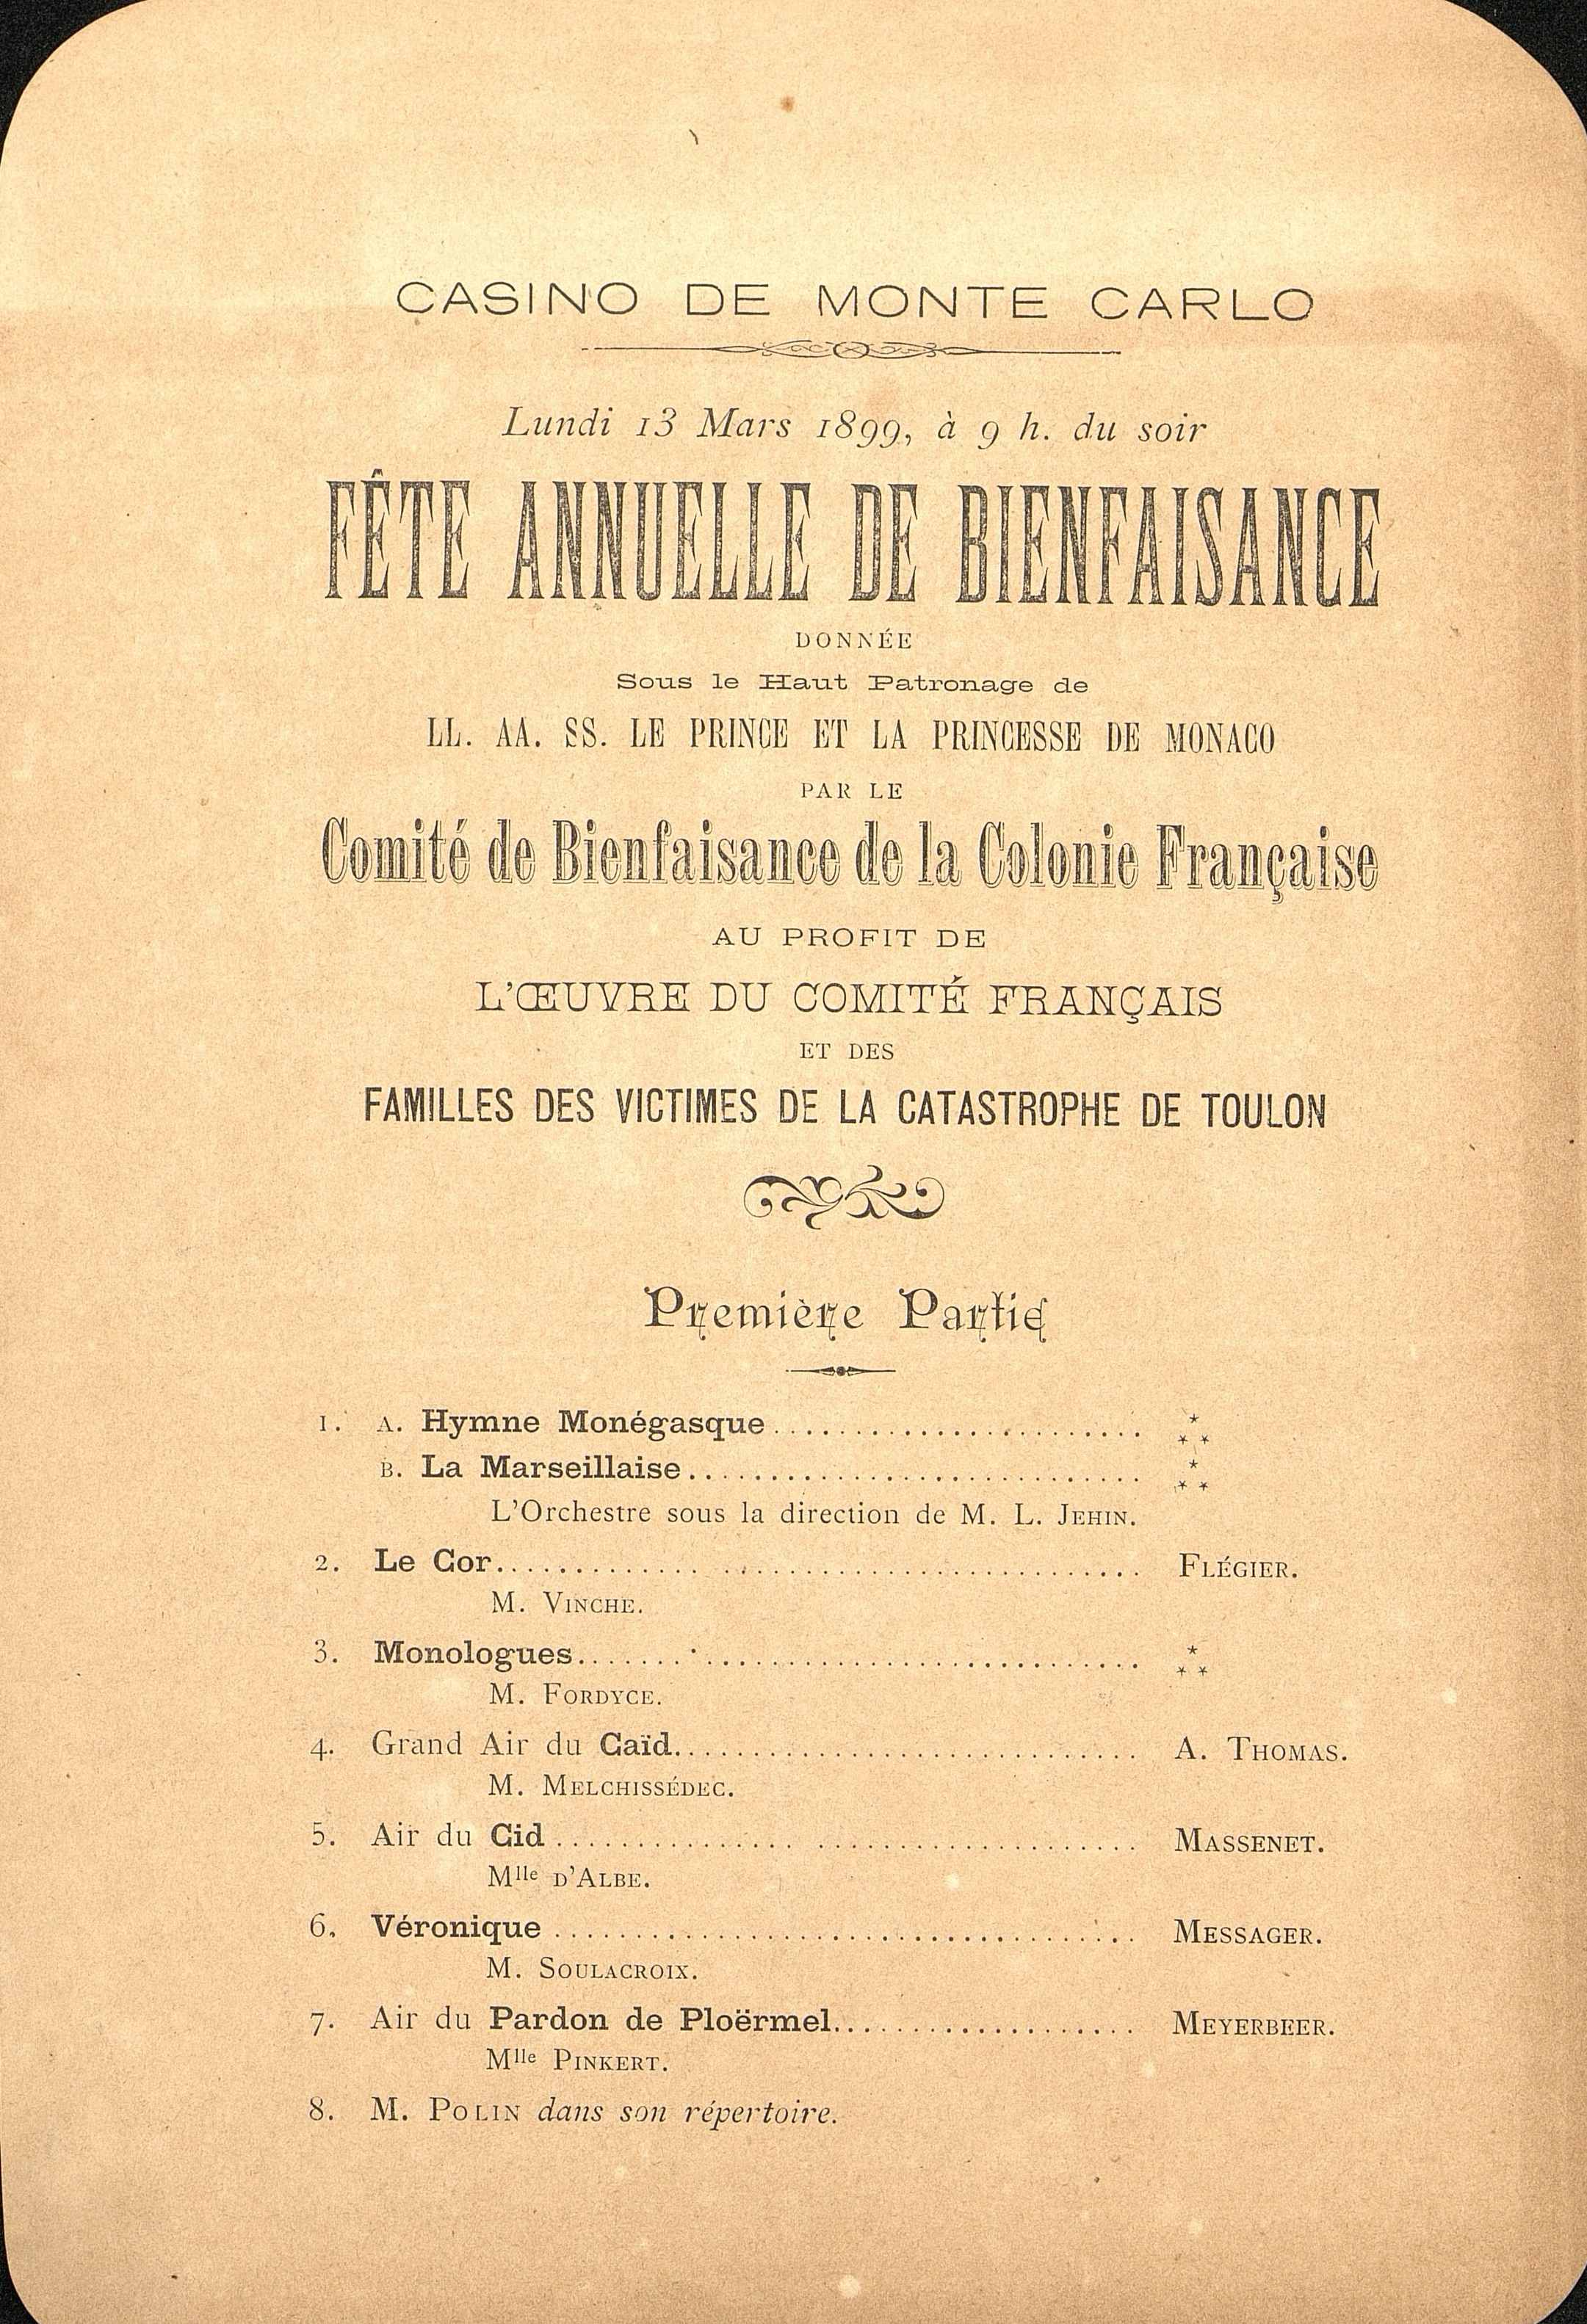 CASINO DE MONTE CARLO
Lundi 13 Mars 1899, à 9 h. du soir
FÊTE ANNUELLE DE BIENFAISANCE
DONNÉE
Sous le Haut Patronage de
LL. AA. SS. LE PRINCE ET LA PRINCESSE DE MONACO
PAR LE
Comité de Bienfaisance de la Colonie Française
AU PROFIT DE
L'ŒUVRE DU COMITÉ FRANÇAIS
ET DES
FAMILLES DES VICTIMES DE LA CATASTROPHE DE TOULON
Première Partie
1. A. Hymne Monégasque........................ ⁂
B. La Marseillaise............................ ⁂
L'Orchestre sous la direction de M. L. JEHIN.
2. Le Cor........................................ FLÉGIER.
M. VINCHE.
3. Monologues.................................... ⁂
M. FORDYCE.
4. Grand Air du Caïd............................. A. THOMAS.
M. MELCHISSÉDEC.
5. Air du Cid.................................... MASSENET.
Mlle D'ALBE.
6. Véronique..................................... MESSAGER.
M. SOULACROIX.
7. Air du Pardon de Ploërmel.................... MEYERBEER.
Mlle PINKERT.
8. M. POLIN dans son répertoire.